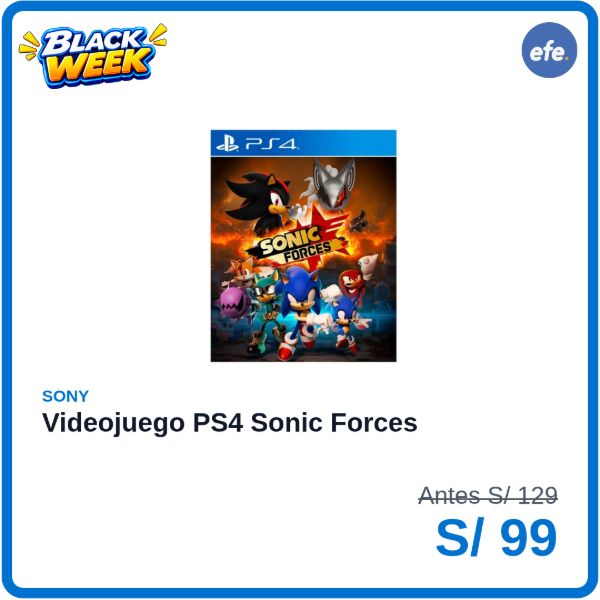 BLACK
WEEK
efe.
PS4
SONIC
FORCES
SONY
Videojuego PS4 Sonic Forces
Antes S/ 129
S/ 99